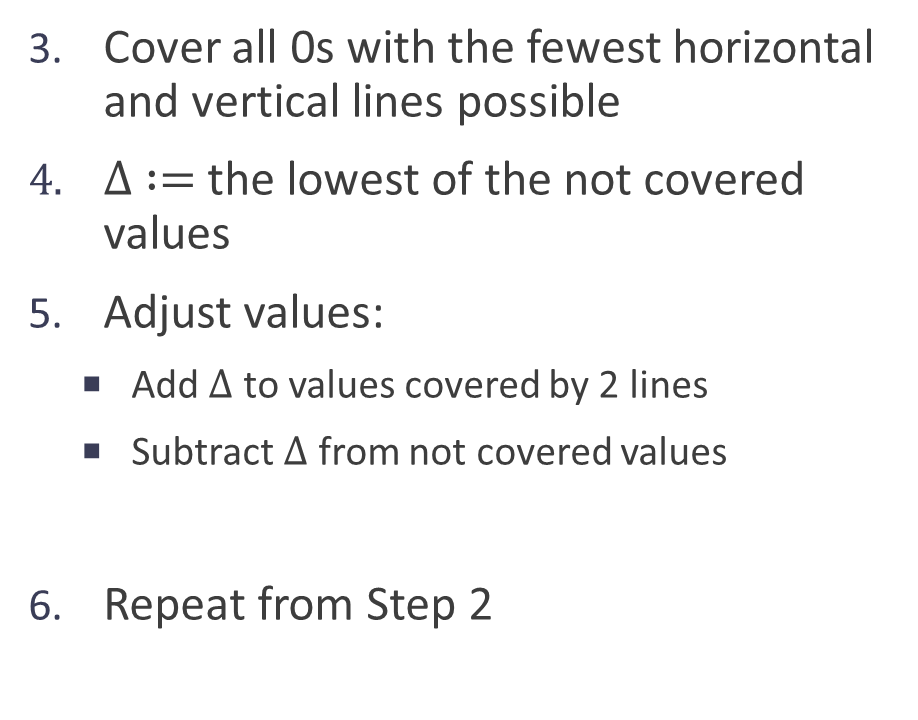 3. Cover all 0s with the fewest horizontal
and vertical lines possible
4. Δ := the lowest of the not covered
values
5. Adjust values:
■ Add Δ to values covered by 2 lines
■ Subtract Δ from not covered values
6. Repeat from Step 2